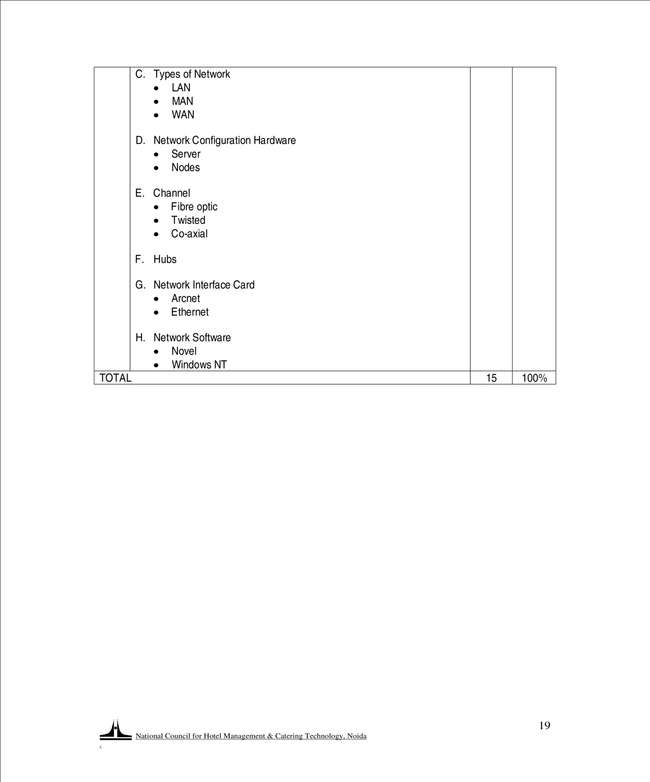 C. Types of Network
• LAN
• MAN
• WAN
D. Network Configuration Hardware
• Server
• Nodes
E. Channel
• Fibre optic
• Twisted
• Co-axial
F. Hubs
G. Network Interface Card
• Arcnet
• Ethernet
H. Network Software
• Novel
• Windows NT
TOTAL 15 100%
19
National Council for Hotel Management & Catering Technology, Noida